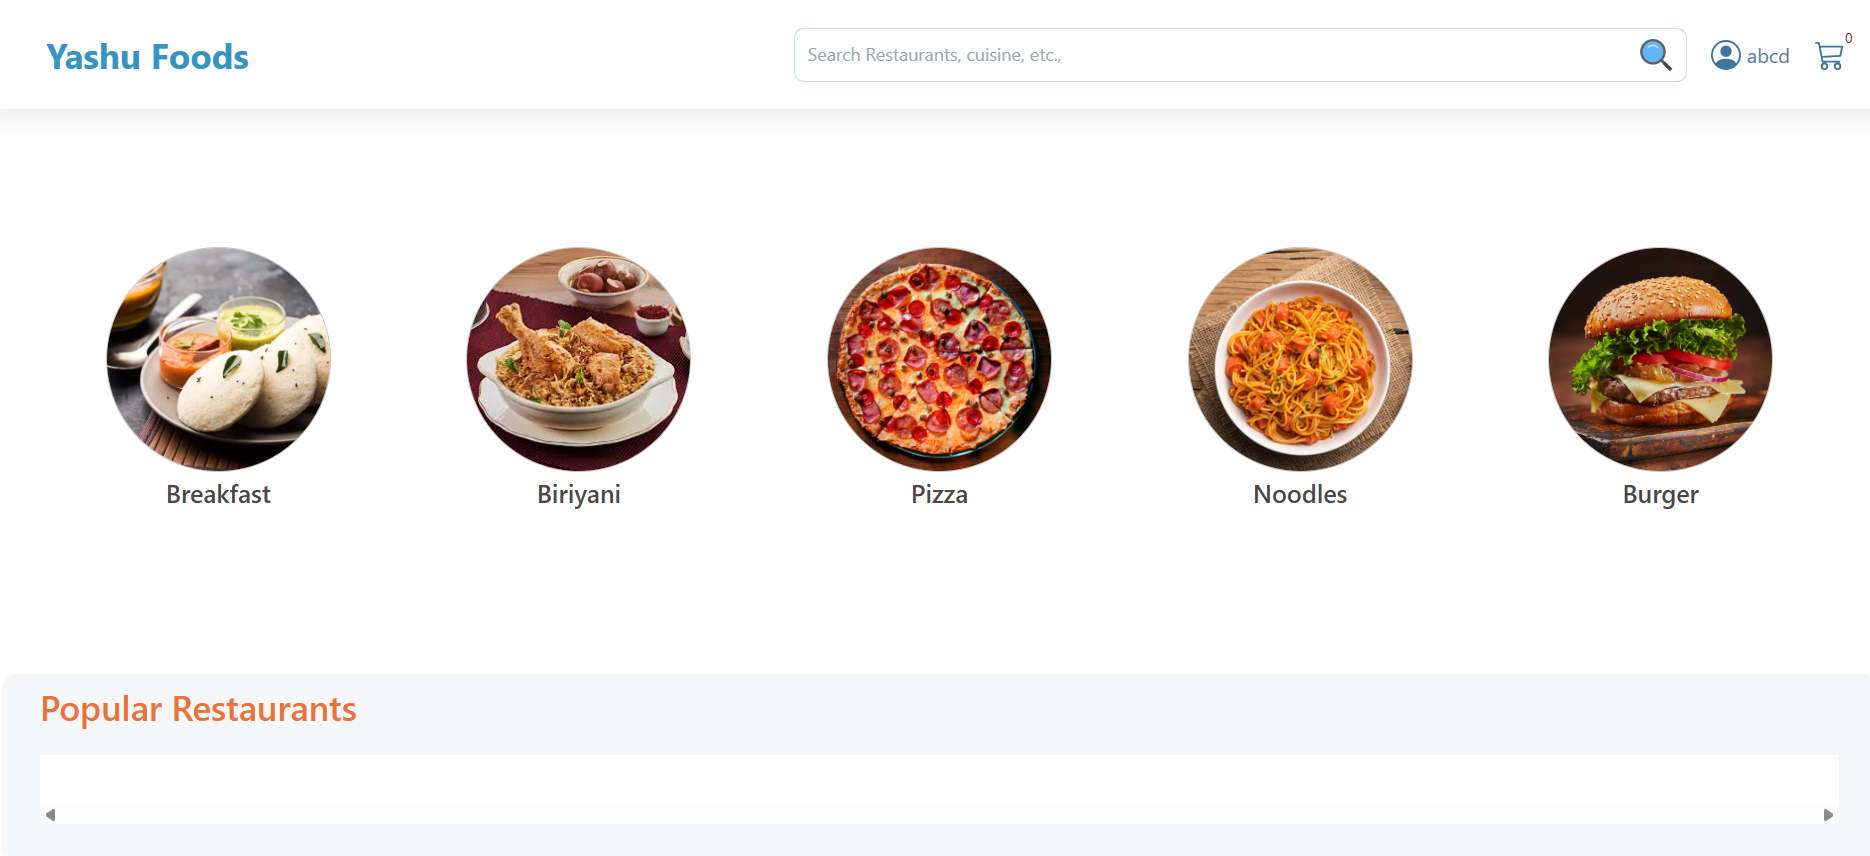 Yashu Foods
Search Restaurants, cuisine, etc.,
abcd
0
Breakfast
Biriyani
Pizza
Noodles
Burger
Popular Restaurants